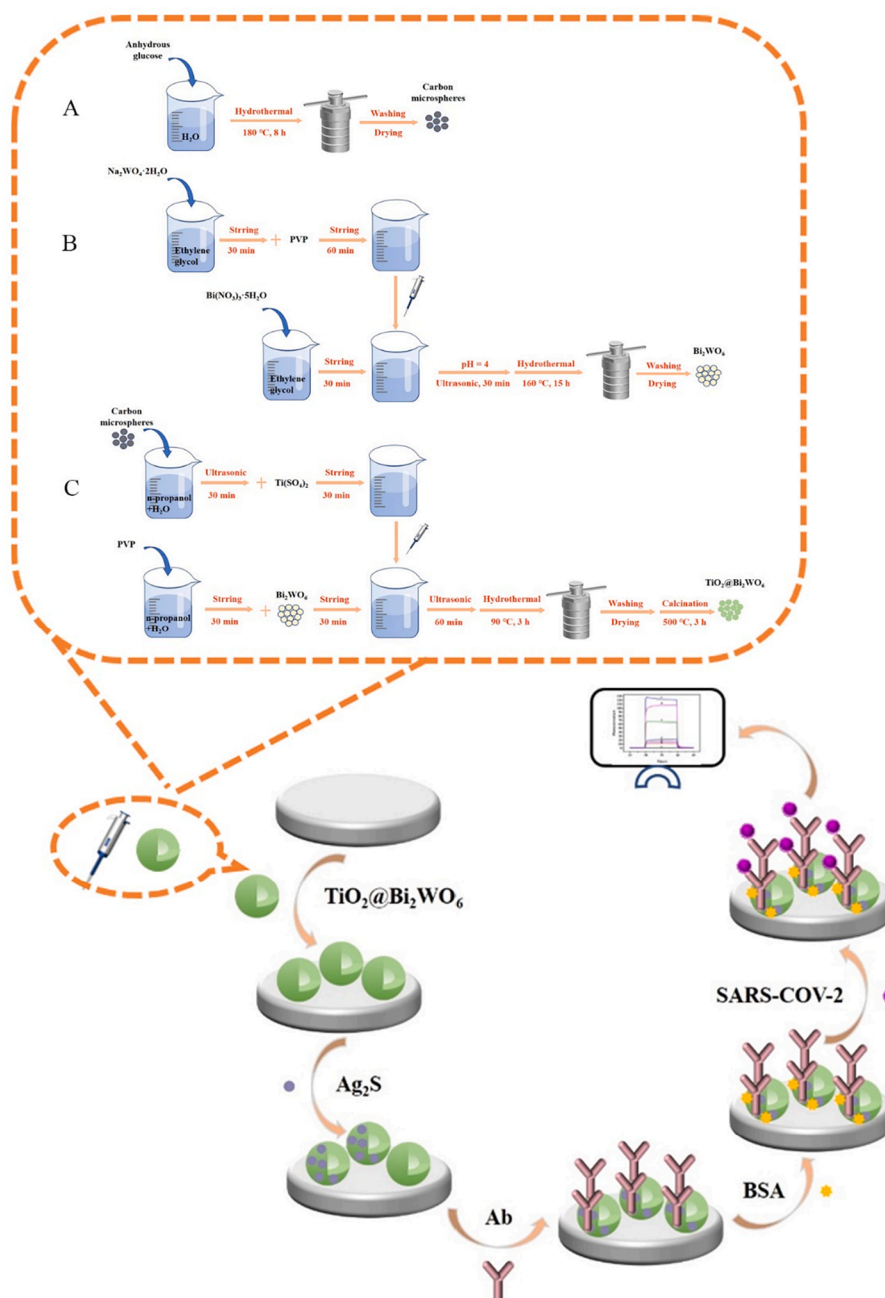 Anhydrous
glucose
A
H₂O
Hydrothermal
180 °C, 8 h
Washing
Drying
Carbon
microspheres
Na₂WO₄·2H₂O
B
Ethylene
glycol
Strring
30 min
+
PVP
Strring
60 min
Bi(NO₃)₃·5H₂O
Ethylene
glycol
Strring
30 min
pH = 4
Ultrasonic, 30 min
Hydrothermal
160 °C, 15 h
Washing
Drying
Bi₂WO₆
Carbon
microspheres
C
n-propanol
+H₂O
Ultrasonic
30 min
+
Ti(SO₄)₂
Strring
30 min
PVP
n-propanol
+H₂O
Strring
30 min
+
Bi₂WO₆
Strring
30 min
Ultrasonic
60 min
Hydrothermal
90 °C, 3 h
Washing
Drying
Calcination
500 °C, 3 h
TiO₂@Bi₂WO₆
TiO₂@Bi₂WO₆
Ag₂S
Ab
BSA
SARS-COV-2